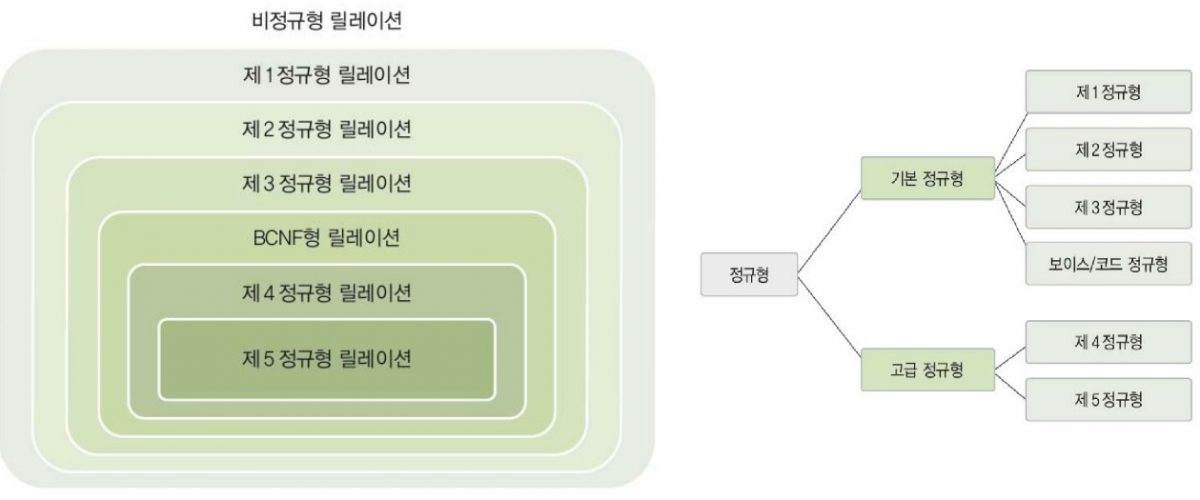 비정규형 릴레이션
제1정규형 릴레이션
제2정규형 릴레이션
제3정규형 릴레이션
BCNF형 릴레이션
제4정규형 릴레이션
제5정규형 릴레이션
정규형
기본 정규형
제1정규형
제2정규형
제3정규형
보이스/코드 정규형
고급 정규형
제4정규형
제5정규형